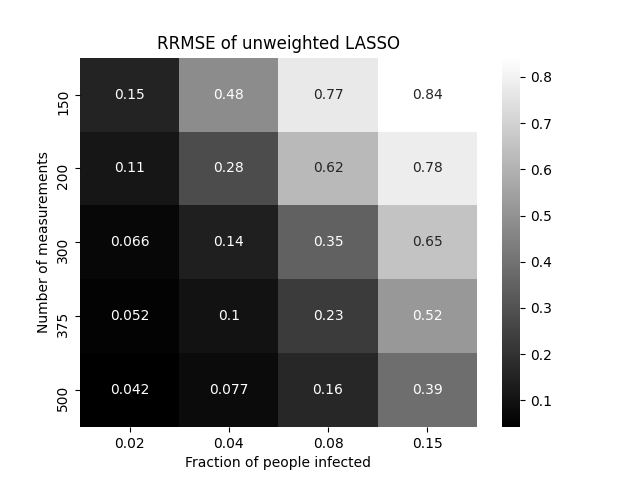 RRMSE of unweighted LASSO
Number of measurements
150
0.15 0.48 0.77 0.84
200
0.11 0.28 0.62 0.78
300
0.066 0.14 0.35 0.65
375
0.052 0.1 0.23 0.52
500
0.042 0.077 0.16 0.39
0.02 0.04 0.08 0.15
Fraction of people infected
0.8
0.7
0.6
0.5
0.4
0.3
0.2
0.1